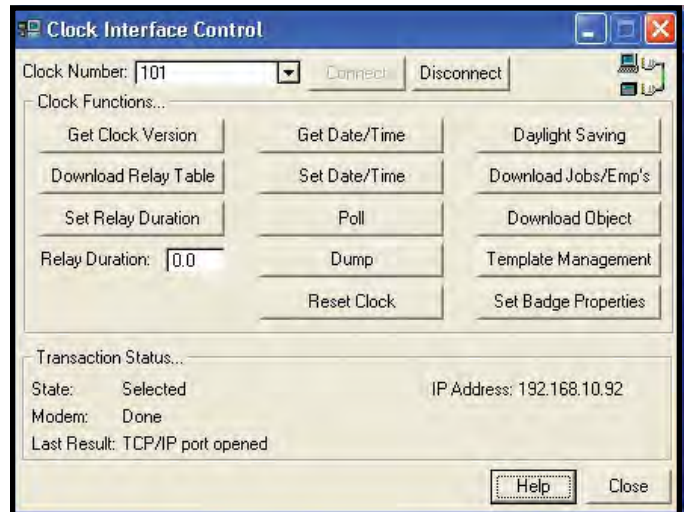 Clock Interface Control
Clock Number: 101 Connect Disconnect
Clock Functions...
Get Clock Version Get Date/Time Daylight Saving
Download Relay Table Set Date/Time Download Jobs/Emp's
Set Relay Duration Poll Download Object
Relay Duration: 0.0 Dump Template Management
Reset Clock Set Badge Properties
Transaction Status...
State: Selected IP Address: 192.168.10.92
Modem: Done
Last Result: TCP/IP port opened
Help Close